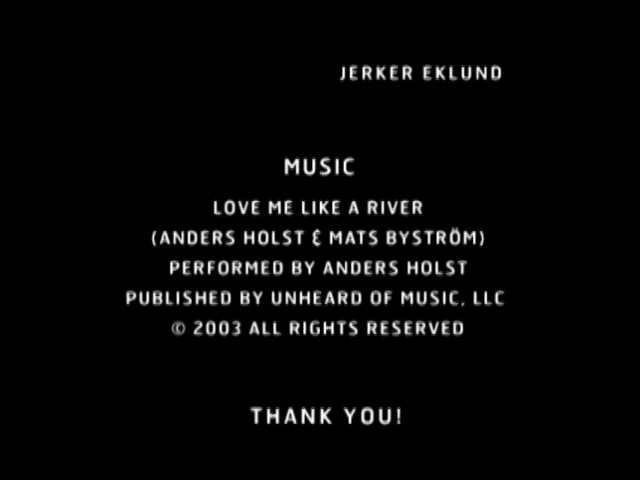 JERKER EKLUND
MUSIC
LOVE ME LIKE A RIVER
(ANDERS HOLST & MATS BYSTRÖM)
PERFORMED BY ANDERS HOLST
PUBLISHED BY UNHEARD OF MUSIC, LLC
© 2003 ALL RIGHTS RESERVED
THANK YOU!